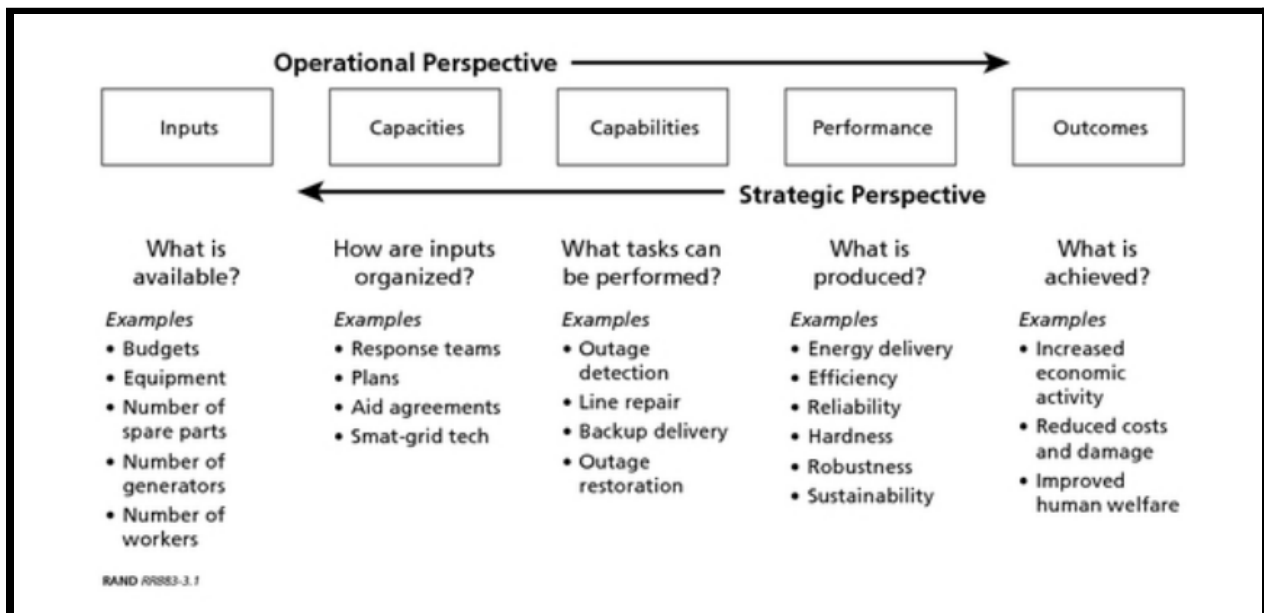 Operational Perspective
Inputs
Capacities
Capabilities
Performance
Outcomes
Strategic Perspective
What is
available?
Examples
• Budgets
• Equipment
• Number of
spare parts
• Number of
generators
• Number of
workers
How are inputs
organized?
Examples
• Response teams
• Plans
• Aid agreements
• Smat-grid tech
What tasks can
be performed?
Examples
• Outage
detection
• Line repair
• Backup delivery
• Outage
restoration
What is
produced?
Examples
• Energy delivery
• Efficiency
• Reliability
• Hardness
• Robustness
• Sustainability
What is
achieved?
Examples
• Increased
economic
activity
• Reduced costs
and damage
• Improved
human welfare
RAND RR883-3.1